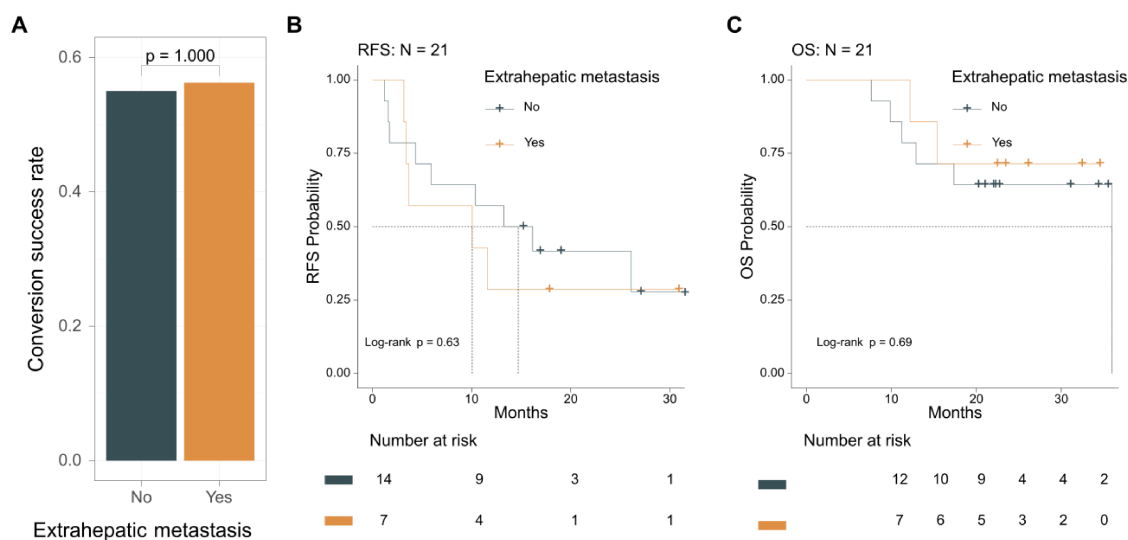 A
Conversion success rate
0.6
0.4
0.2
0.0
p = 1.000
No Yes
Extrahepatic metastasis
B
RFS: N = 21
Extrahepatic metastasis
No
Yes
RFS Probability
1.00
0.75
0.50
0.25
0.00
Log-rank p = 0.63
0 10 20 30
Months
Number at risk
14 9 3 1
7 4 1 1
C
OS: N = 21
Extrahepatic metastasis
No
Yes
OS Probability
1.00
0.75
0.50
0.25
0.00
Log-rank p = 0.69
0 10 20 30
Months
Number at risk
12 10 9 4 4 2
7 6 5 3 2 0